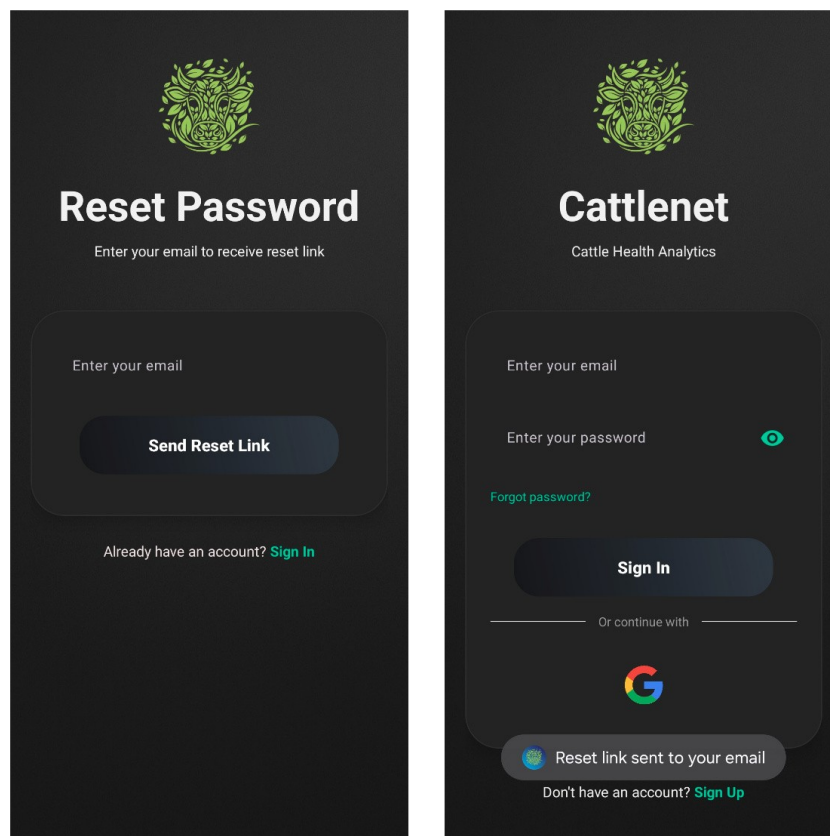 Reset Password
Enter your email to receive reset link
Enter your email
Send Reset Link
Already have an account? Sign In
Cattlenet
Cattle Health Analytics
Enter your email
Enter your password
Forgot password?
Sign In
Or continue with
Reset link sent to your email
Don't have an account? Sign Up